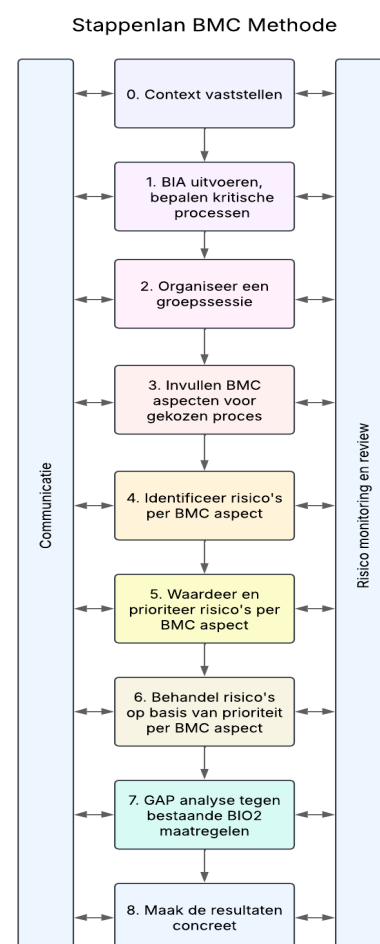 Stappenplan BMC Methode
0. Context vaststellen
1. BIA uitvoeren,
bepalen kritische
processen
2. Organiseer een
groepssessie
3. Invullen BMC
aspecten voor
gekozen proces
4. Identificeer risico's
per BMC aspect
5. Waardeer en
prioriteer risico's per
BMC aspect
6. Behandel risico's
op basis van prioriteit
per BMC aspect
7. GAP analyse tegen
bestaande BIO2
maatregelen
8. Maak de resultaten
concreet
Communicatie
Risico monitoring en review